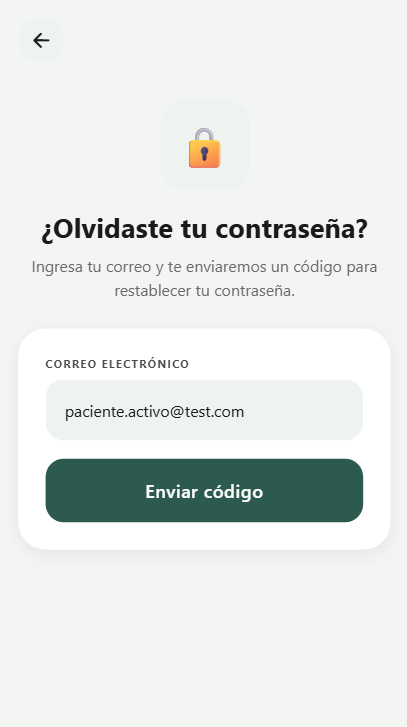 ¿Olvidaste tu contraseña?
Ingresa tu correo y te enviaremos un código para
restablecer tu contraseña.
CORREO ELECTRÓNICO
paciente.activo@test.com
Enviar código